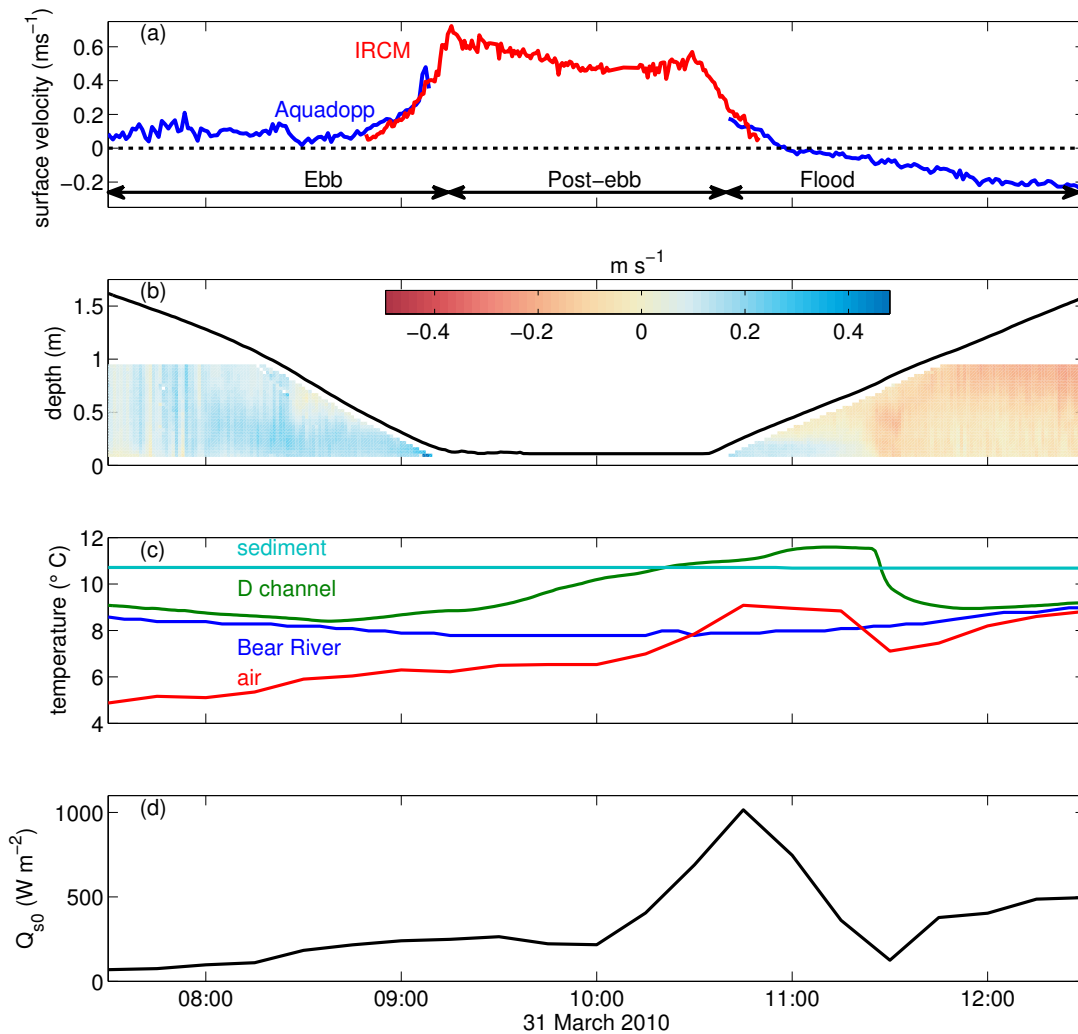 (a)
IRCM
Aquadopp
Ebb
Post−ebb
Flood
0.6
0.4
0.2
0
−0.2
surface velocity (ms⁻¹)
m s⁻¹
(b)
−0.4
−0.2
0
0.2
0.4
1.5
1
0.5
0
depth (m)
(c)
sediment
D channel
Bear River
air
12
10
8
6
4
temperature (° C)
(d)
1000
500
0
Qs0 (W m⁻²)
08:00
09:00
10:00
11:00
12:00
31 March 2010